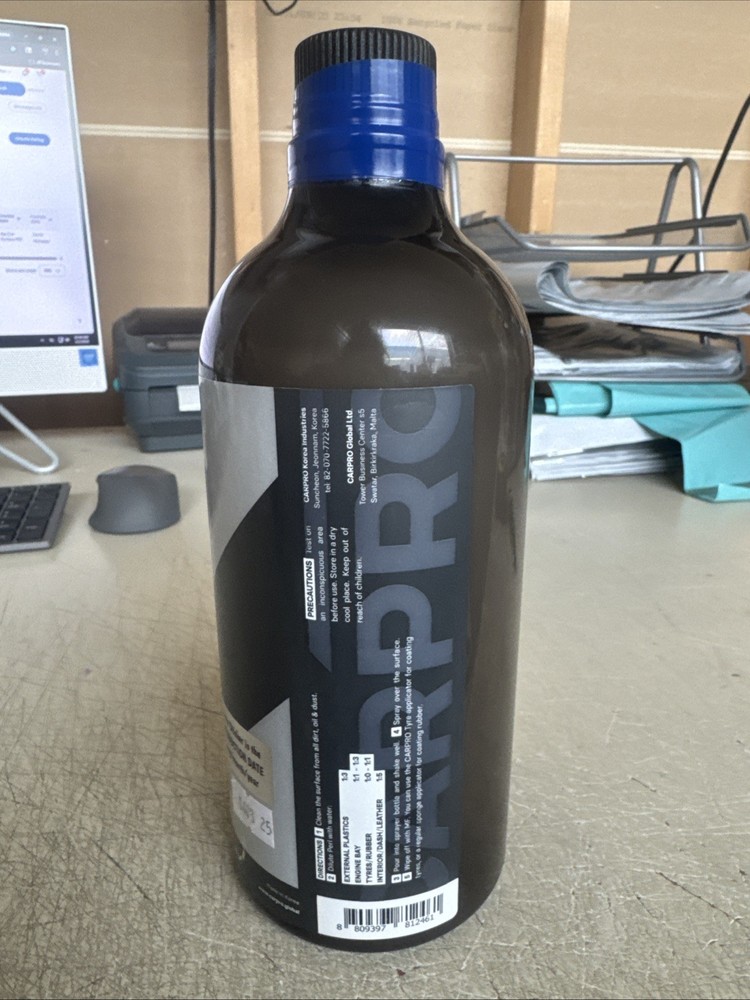 CARPRO
DIRECTIONS 1 Clean the surface from all dirt, oil & dust.
2 Dilute Perl with water:
EXTERNAL PLASTICS 1:3
ENGINE BAY 1:1 - 1:3
TYRES/RUBBER 1:0 - 1:1
INTERIOR/DASH/LEATHER 1:5
3 Pour into sprayer bottle and shake well. 4 Spray over the surface.
5 Wipe off with MF. You can use the CARPRO Tyre applicator for coating
tyres, or a regular sponge applicator for coating rubber.
PRECAUTIONS Test on
an inconspicuous area
before use. Store in a dry
cool place. Keep out of
reach of children.
CARPRO Korea Industries
Suncheon, Jeonnam, Korea
tel 82-070-7722-5866
CARPRO Global Ltd.
Tower Business Center s5
Swatar, Birkirkara, Malta
is the
DATE
25
8 809397 812461